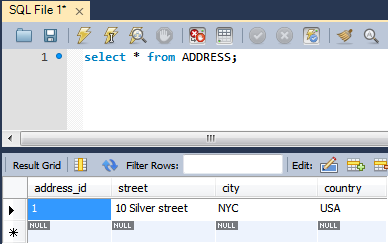 SQL File 1*
1 select * from ADDRESS;
Result Grid Filter Rows: Edit:
address_id street city country
1 10 Silver street NYC USA
NULL NULL NULL NULL